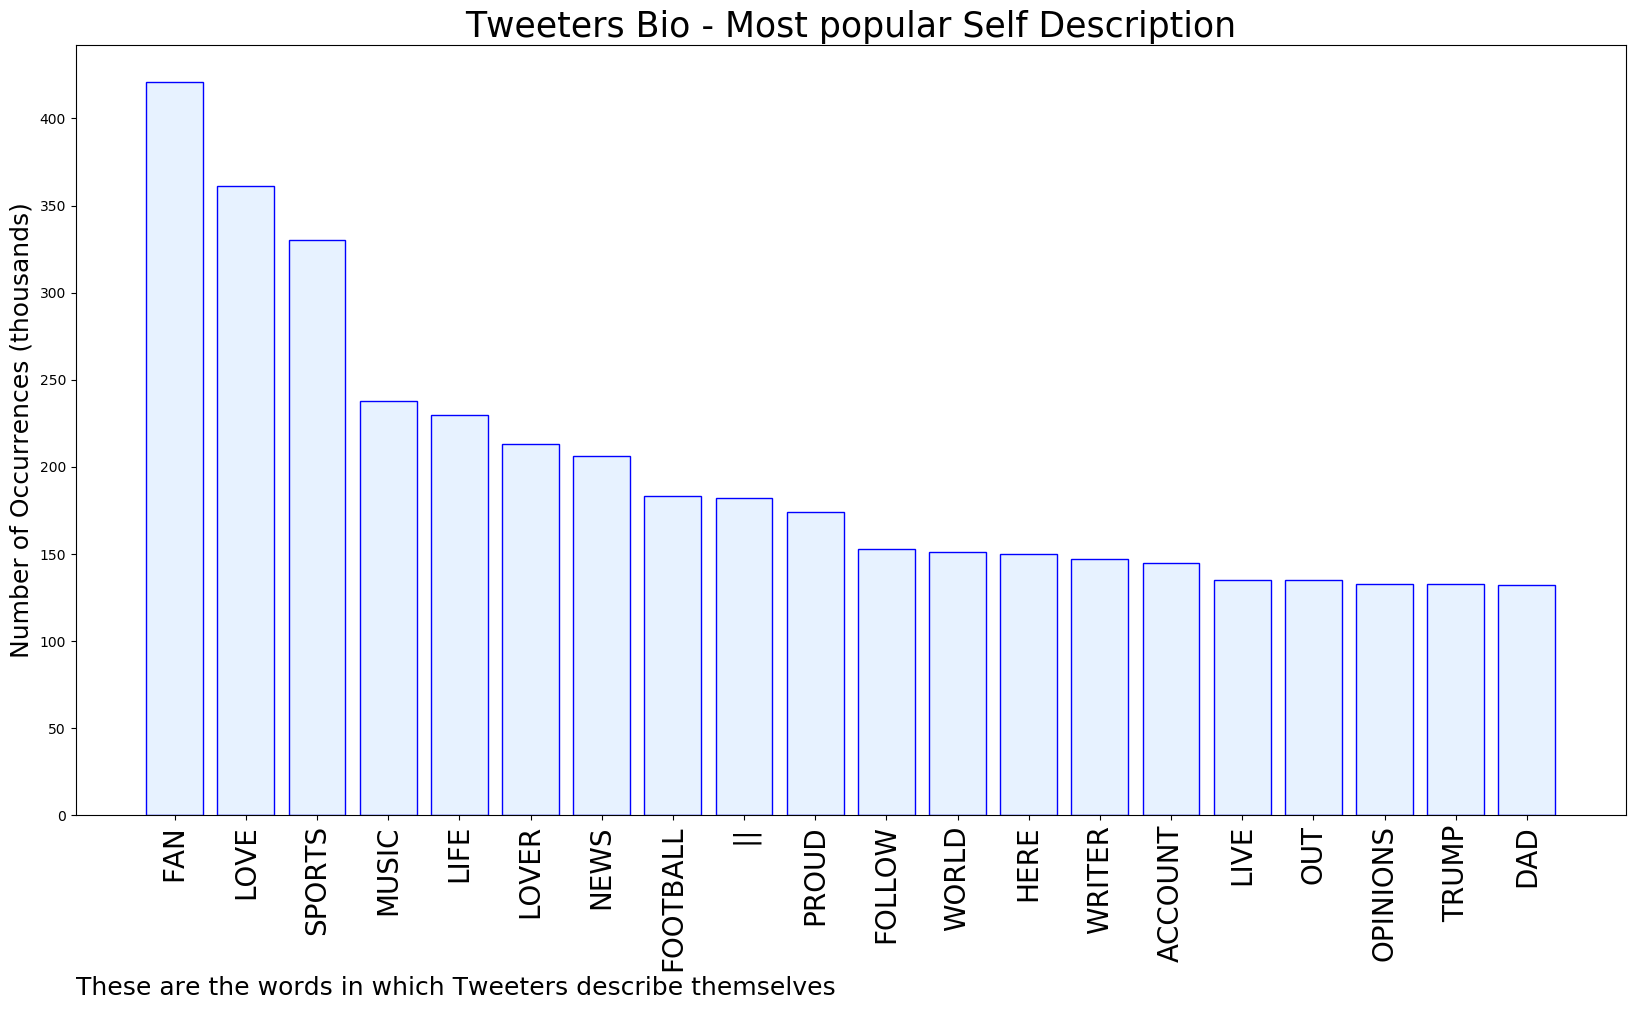 Tweeters Bio - Most popular Self Description
Number of Occurrences (thousands)
400
350
300
250
200
150
100
50
0
FAN
LOVE
SPORTS
MUSIC
LIFE
LOVER
NEWS
FOOTBALL
||
PROUD
FOLLOW
WORLD
HERE
WRITER
ACCOUNT
LIVE
OUT
OPINIONS
TRUMP
DAD
These are the words in which Tweeters describe themselves